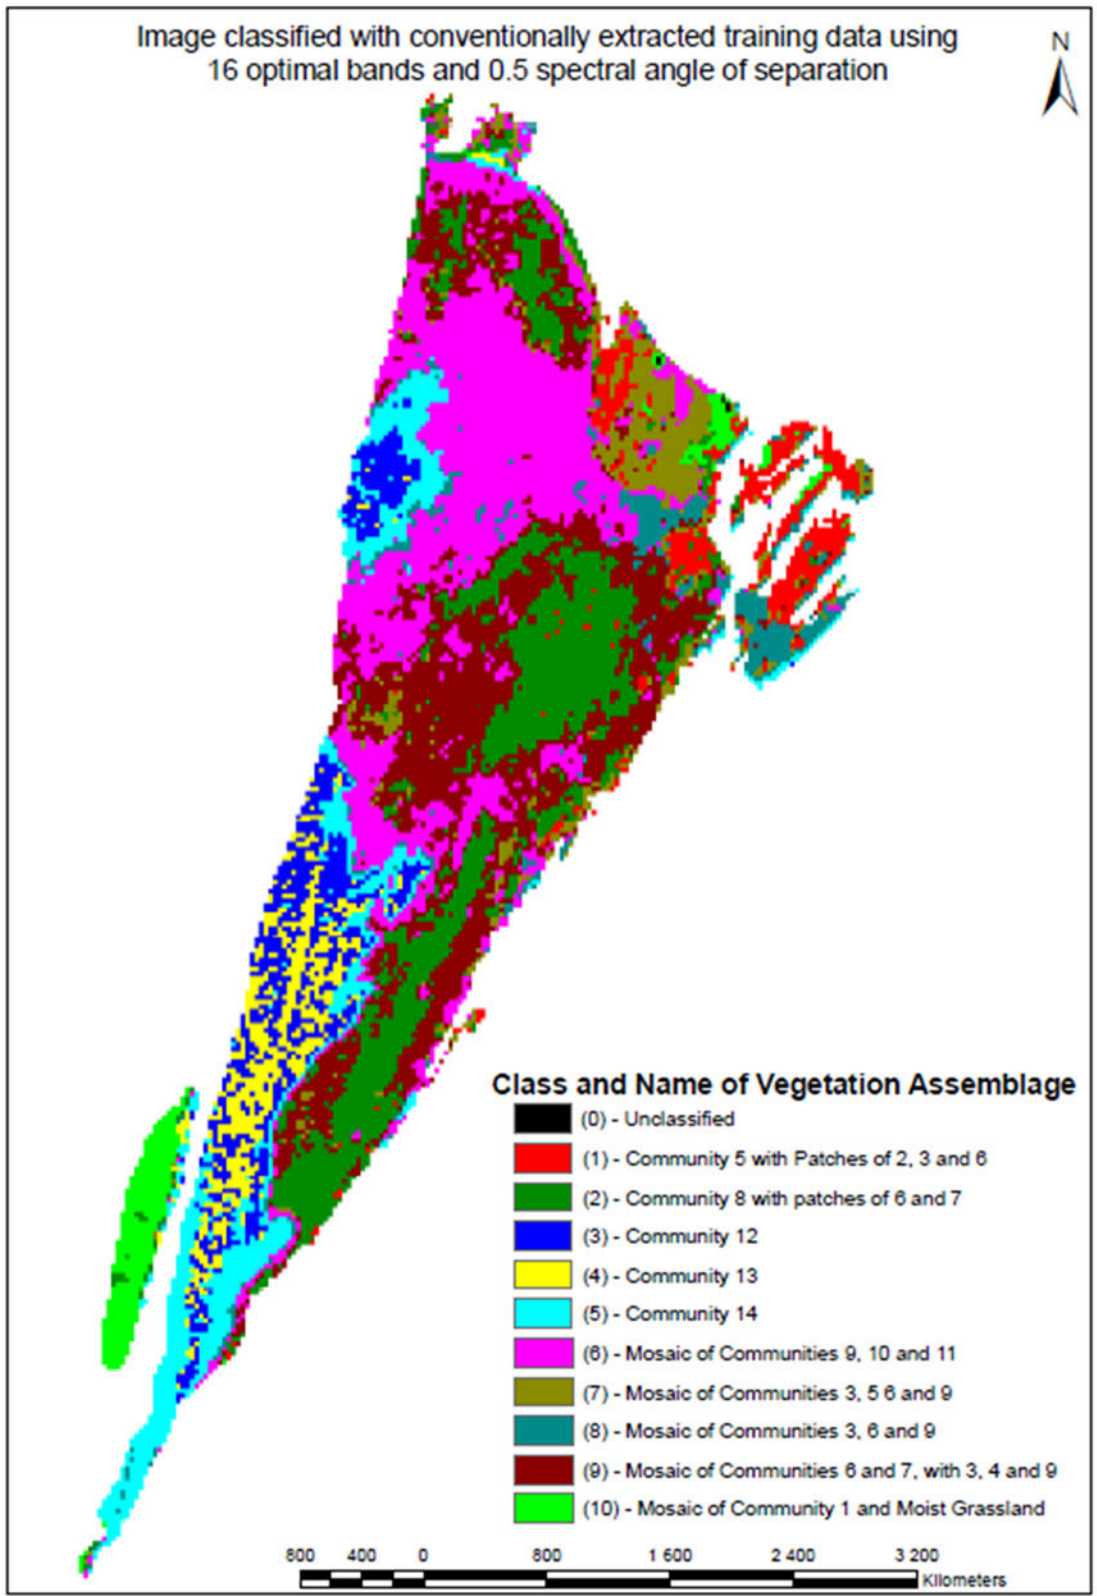 Image classified with conventionally extracted training data using
16 optimal bands and 0.5 spectral angle of separation
N
Class and Name of Vegetation Assemblage
(0) - Unclassified
(1) - Community 5 with Patches of 2, 3 and 6
(2) - Community 8 with patches of 6 and 7
(3) - Community 12
(4) - Community 13
(5) - Community 14
(6) - Mosaic of Communities 9, 10 and 11
(7) - Mosaic of Communities 3, 5 6 and 9
(8) - Mosaic of Communities 3, 6 and 9
(9) - Mosaic of Communities 6 and 7, with 3, 4 and 9
(10) - Mosaic of Community 1 and Moist Grassland
800 400 0 800 1 600 2 400 3 200
Kilometers